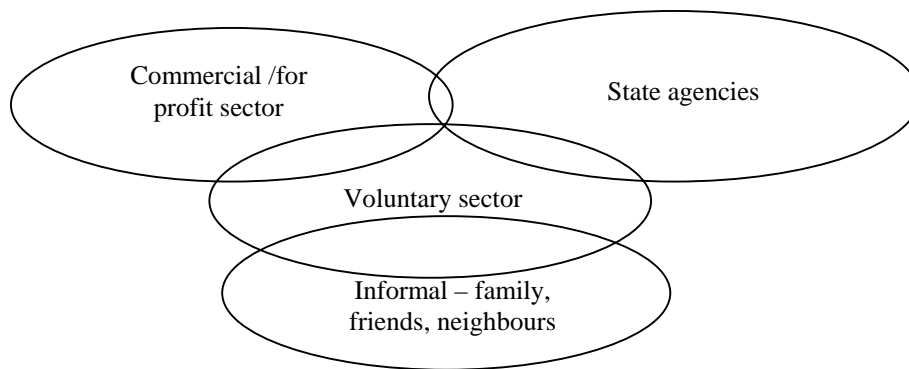 Commercial /for
profit sector
State agencies
Voluntary sector
Informal – family,
friends, neighbours